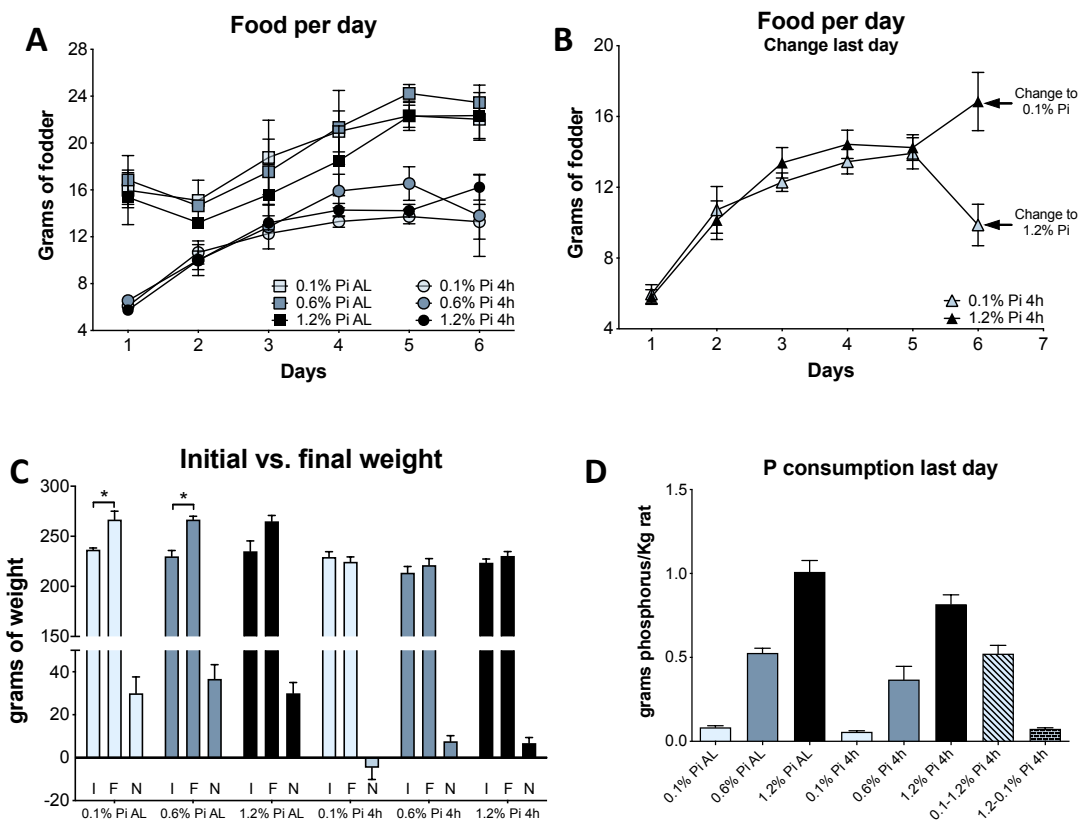 A
Food per day
28
24
20
16
12
8
4
Grams of fodder
0.1% Pi AL
0.6% Pi AL
1.2% Pi AL
0.1% Pi 4h
0.6% Pi 4h
1.2% Pi 4h
1 2 3 4 5 6
Days
B
Food per day
Change last day
20
16
12
8
4
Grams of fodder
Change to
0.1% Pi
Change to
1.2% Pi
0.1% Pi 4h
1.2% Pi 4h
1 2 3 4 5 6 7
Days
C
Initial vs. final weight
300
250
200
150
40
20
0
-20
grams of weight
* *
I F N I F N I F N I F N I F N I F N
0.1% Pi AL 0.6% Pi AL 1.2% Pi AL 0.1% Pi 4h 0.6% Pi 4h 1.2% Pi 4h
D
P consumption last day
1.5
1.0
0.5
0.0
grams phosphorus/Kg rat
0.1% Pi AL
0.6% Pi AL
1.2% Pi AL
0.1% Pi 4h
0.6% Pi 4h
1.2% Pi 4h
0.1-1.2% Pi 4h
1.2-0.1% Pi 4h